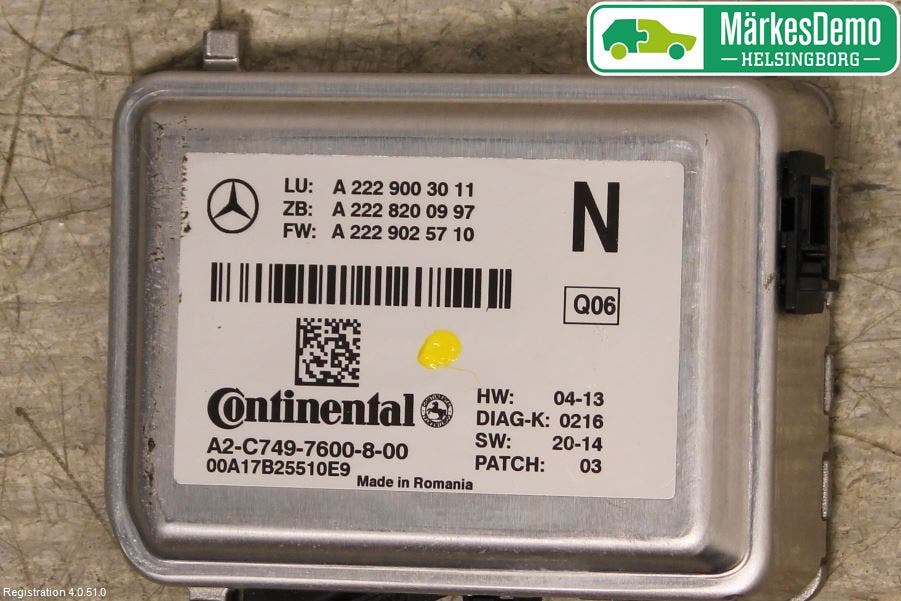 MärkesDemo
HELSINGBORG
LU: A 222 900 30 11
ZB: A 222 820 09 97
FW: A 222 902 57 10
N
Q06
Continental
A2-C749-7600-8-00
00A17B25510E9
HW: 04-13
DIAG-K: 0216
SW: 20-14
PATCH: 03
Made in Romania
Registration 4.0.51.0